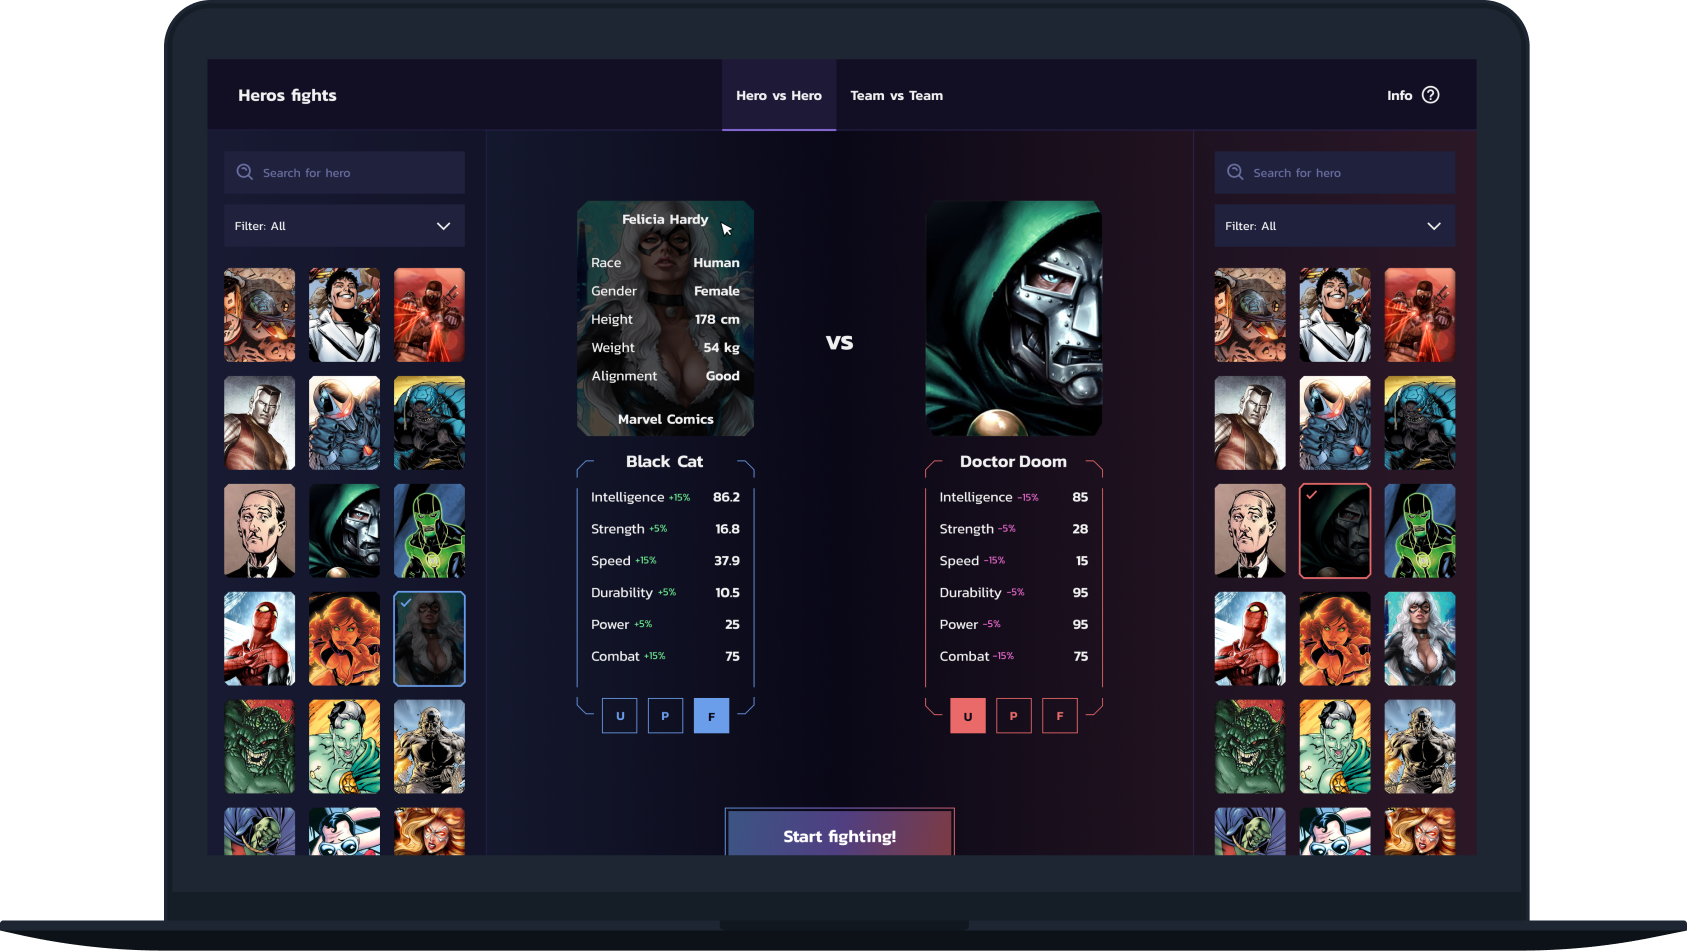 Heros fights
Hero vs Hero
Team vs Team
Info ?
Search for hero
Filter: All
Felicia Hardy
Race Human
Gender Female
Height 178 cm
Weight 54 kg
Alignment Good
Marvel Comics
Black Cat
Intelligence +15% 86.2
Strength +5% 16.8
Speed +15% 37.9
Durability +5% 10.5
Power +5% 25
Combat +15% 75
U P F
VS
Doctor Doom
Intelligence -15% 85
Strength -5% 28
Speed -15% 15
Durability -5% 95
Power -5% 95
Combat -15% 75
U P F
Start fighting!
Search for hero
Filter: All